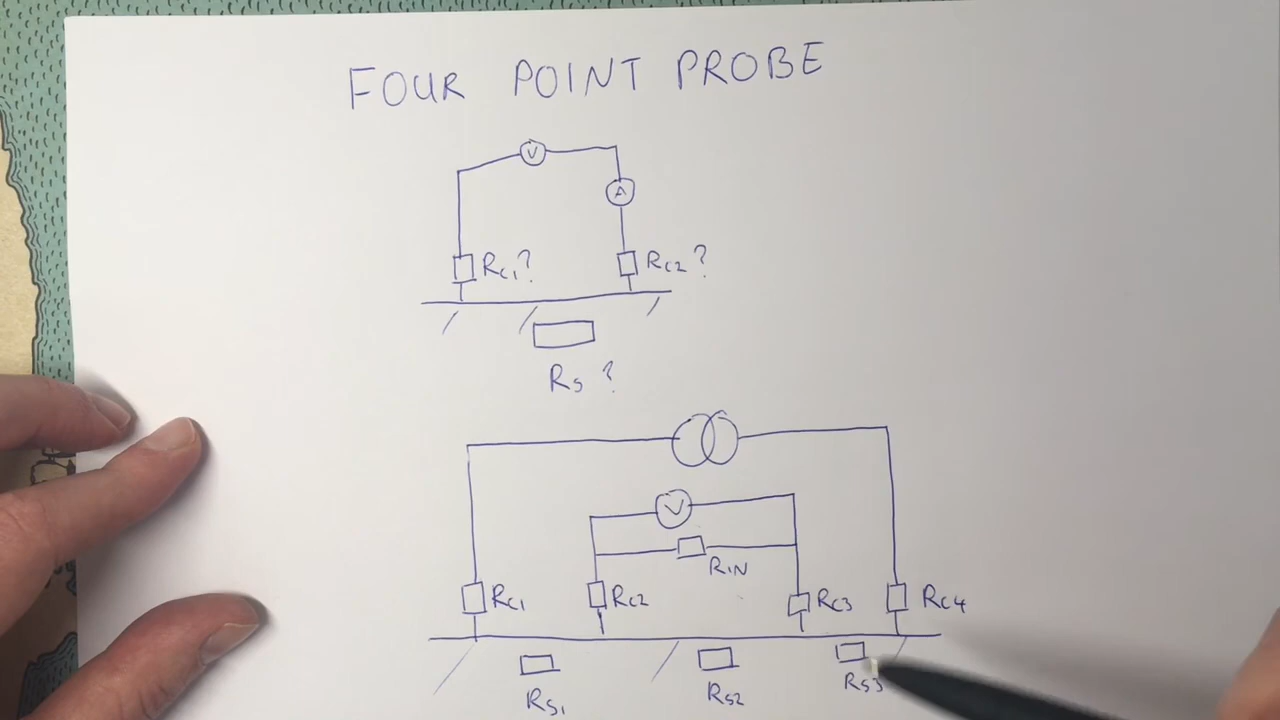 FOUR POINT PROBE
V
A
RC1? RC2?
RS ?
V
RIN
RC1 RC2 RC3 RC4
RS1 RS2 RS3